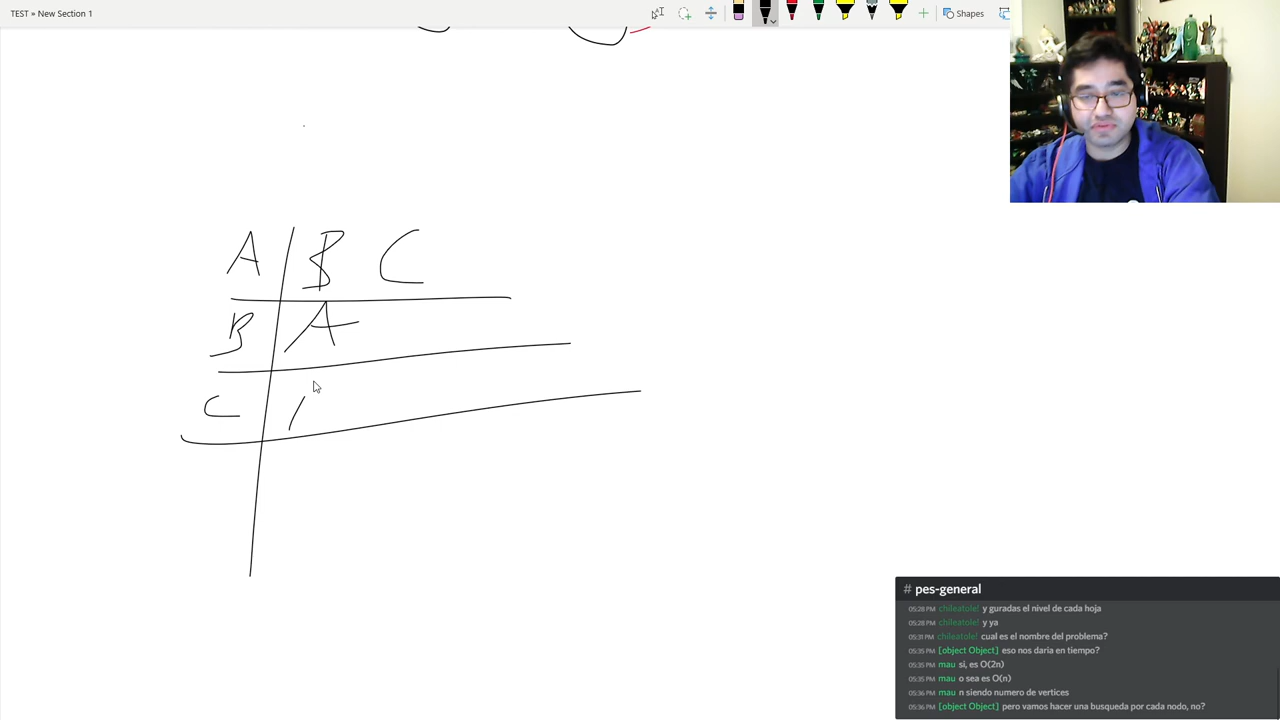 TEST » New Section 1
Shapes
A B C
B A
C
# pes-general
05:28 PM chileatole! y guradas el nivel de cada hoja
05:28 PM chileatole! y ya
05:31 PM chileatole! cual es el nombre del problema?
05:35 PM [object Object] eso nos daria en tiempo?
05:35 PM mau si, es O(2n)
05:35 PM mau o sea es O(n)
05:36 PM mau n siendo numero de vertices
05:36 PM [object Object] pero vamos hacer una busqueda por cada nodo, no?